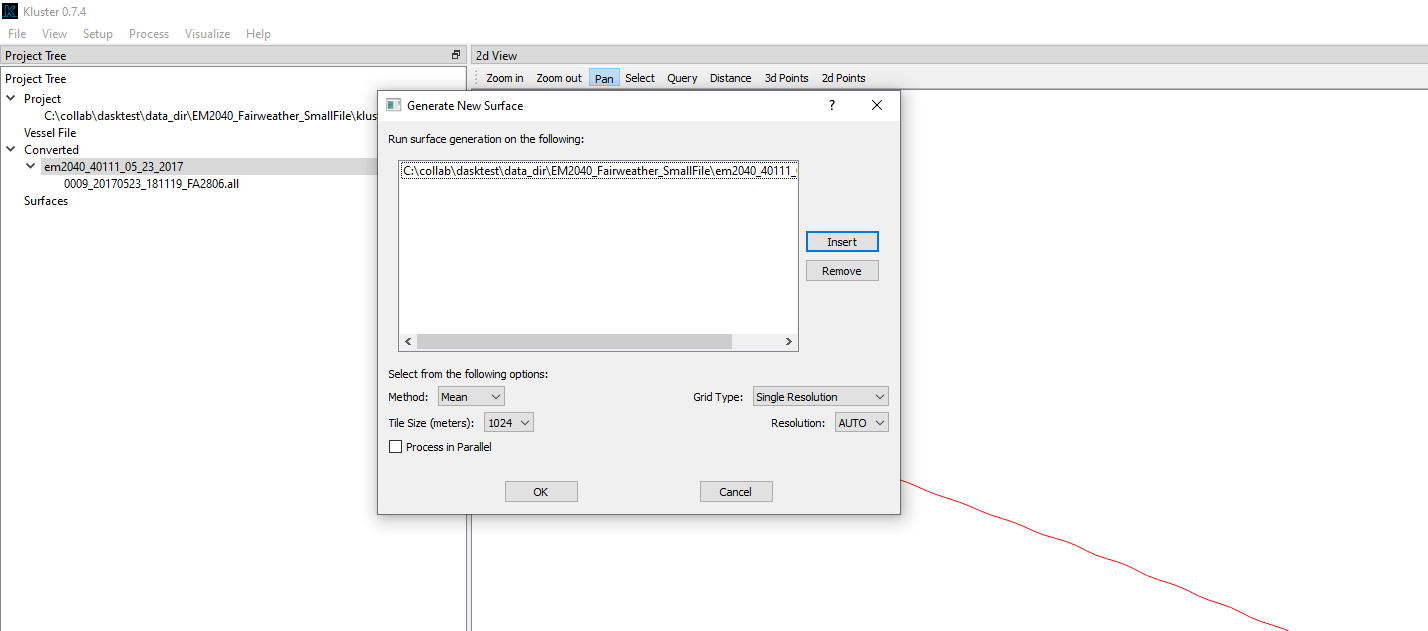 Kluster 0.7.4
File View Setup Process Visualize Help
Project Tree
2d View
Project Tree
Zoom in Zoom out Pan Select Query Distance 3d Points 2d Points
Project
C:\collab\dasktest\data_dir\EM2040_Fairweather_SmallFile\klus
Vessel File
Converted
em2040_40111_05_23_2017
0009_20170523_181119_FA2806.all
Surfaces
Generate New Surface
?
Run surface generation on the following:
C:\collab\dasktest\data_dir\EM2040_Fairweather_SmallFile\em2040_40111_
Insert
Remove
Select from the following options:
Method: Mean Grid Type: Single Resolution
Tile Size (meters): 1024 Resolution: AUTO
Process in Parallel
OK Cancel